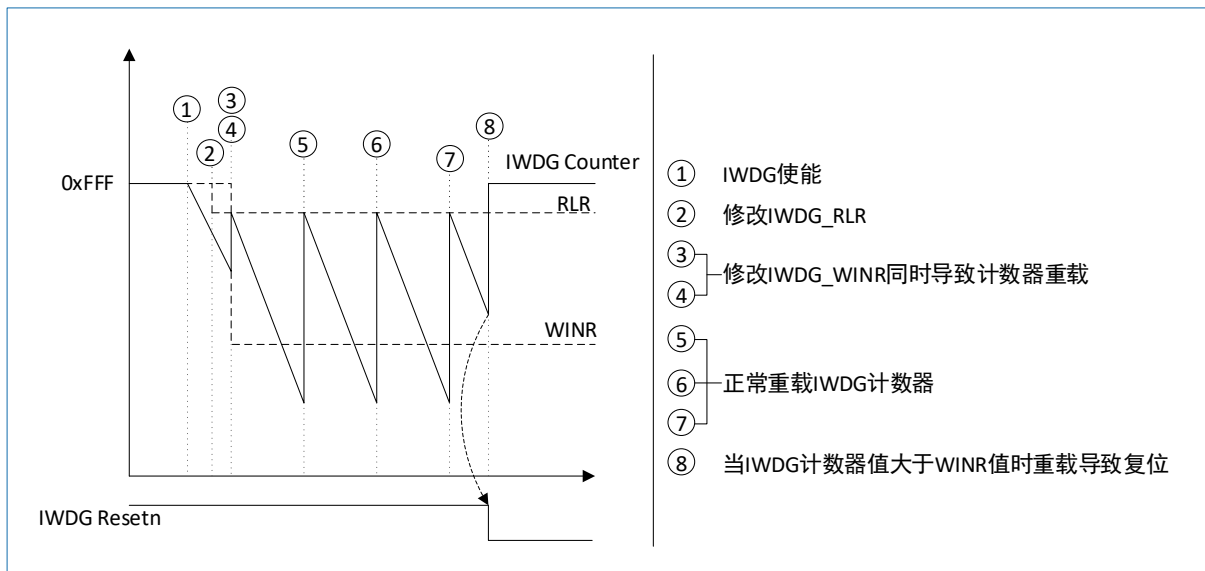 ③
① ④ ⑧
② ⑤ ⑥ ⑦
IWDG Counter
0xFFF
RLR
WINR
IWDG Resetn
① IWDG使能
② 修改IWDG_RLR
③
④
修改IWDG_WINR同时导致计数器重载
⑤
⑥ 正常重载IWDG计数器
⑦
⑧ 当IWDG计数器值大于WINR值时重载导致复位